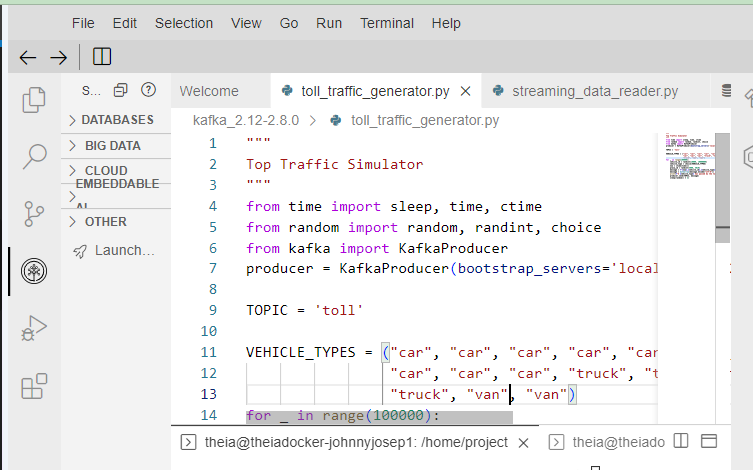 File Edit Selection View Go Run Terminal Help
S...
Welcome
toll_traffic_generator.py
streaming_data_reader.py
DATABASES
BIG DATA
CLOUD
EMBEDDABLE
AI
OTHER
Launch...
kafka_2.12-2.8.0 > toll_traffic_generator.py
1 """
2 Top Traffic Simulator
3 """
4 from time import sleep, time, ctime
5 from random import random, randint, choice
6 from kafka import KafkaProducer
7 producer = KafkaProducer(bootstrap_servers='local
8
9 TOPIC = 'toll'
10
11 VEHICLE_TYPES = ("car", "car", "car", "car", "car
12 "car", "car", "car", "truck", "t
13 "truck", "van", "van")
14 for _ in range(100000):
theia@theiadocker-johnnyjosep1: /home/project
theia@theiado